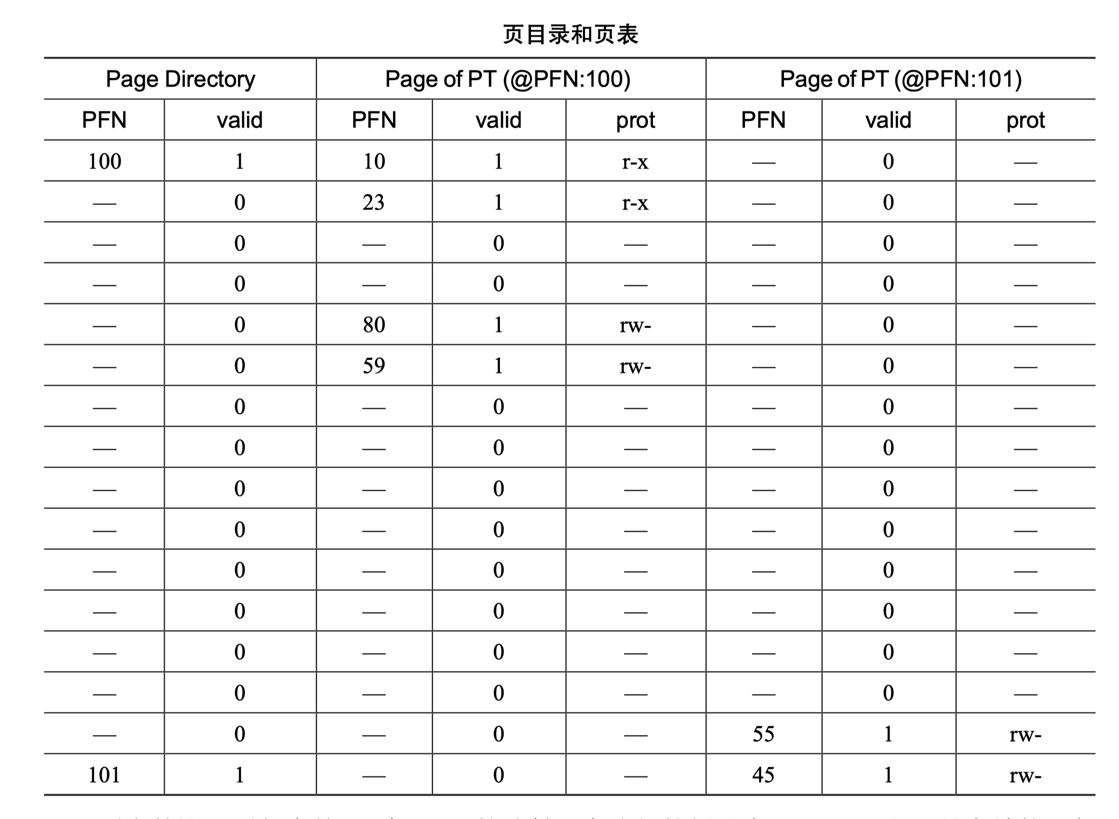 页目录和页表
Page Directory Page of PT (@PFN:100) Page of PT (@PFN:101)
PFN valid PFN valid prot PFN valid prot
100 1 10 1 r-x — 0 —
— 0 23 1 r-x — 0 —
— 0 — 0 — — 0 —
— 0 — 0 — — 0 —
— 0 80 1 rw- — 0 —
— 0 59 1 rw- — 0 —
— 0 — 0 — — 0 —
— 0 — 0 — — 0 —
— 0 — 0 — — 0 —
— 0 — 0 — — 0 —
— 0 — 0 — — 0 —
— 0 — 0 — — 0 —
— 0 — 0 — — 0 —
— 0 — 0 — — 0 —
— 0 — 0 — 55 1 rw-
101 1 — 0 — 45 1 rw-